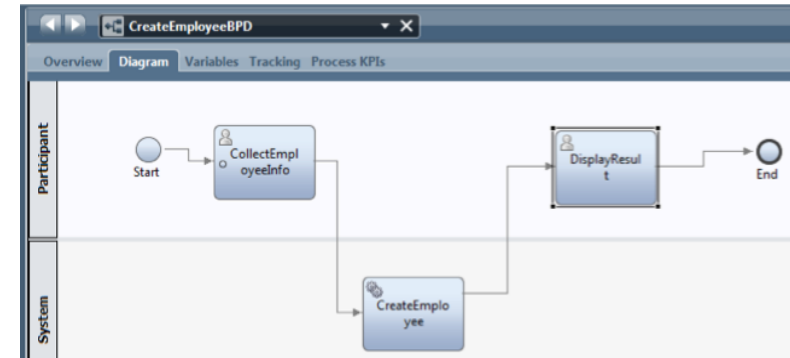 CreateEmployeeBPD
Overview Diagram Variables Tracking Process KPIs
Participant
Start
CollectEmpl
oyeeInfo
DisplayResul
t
End
System
CreateEmplo
yee